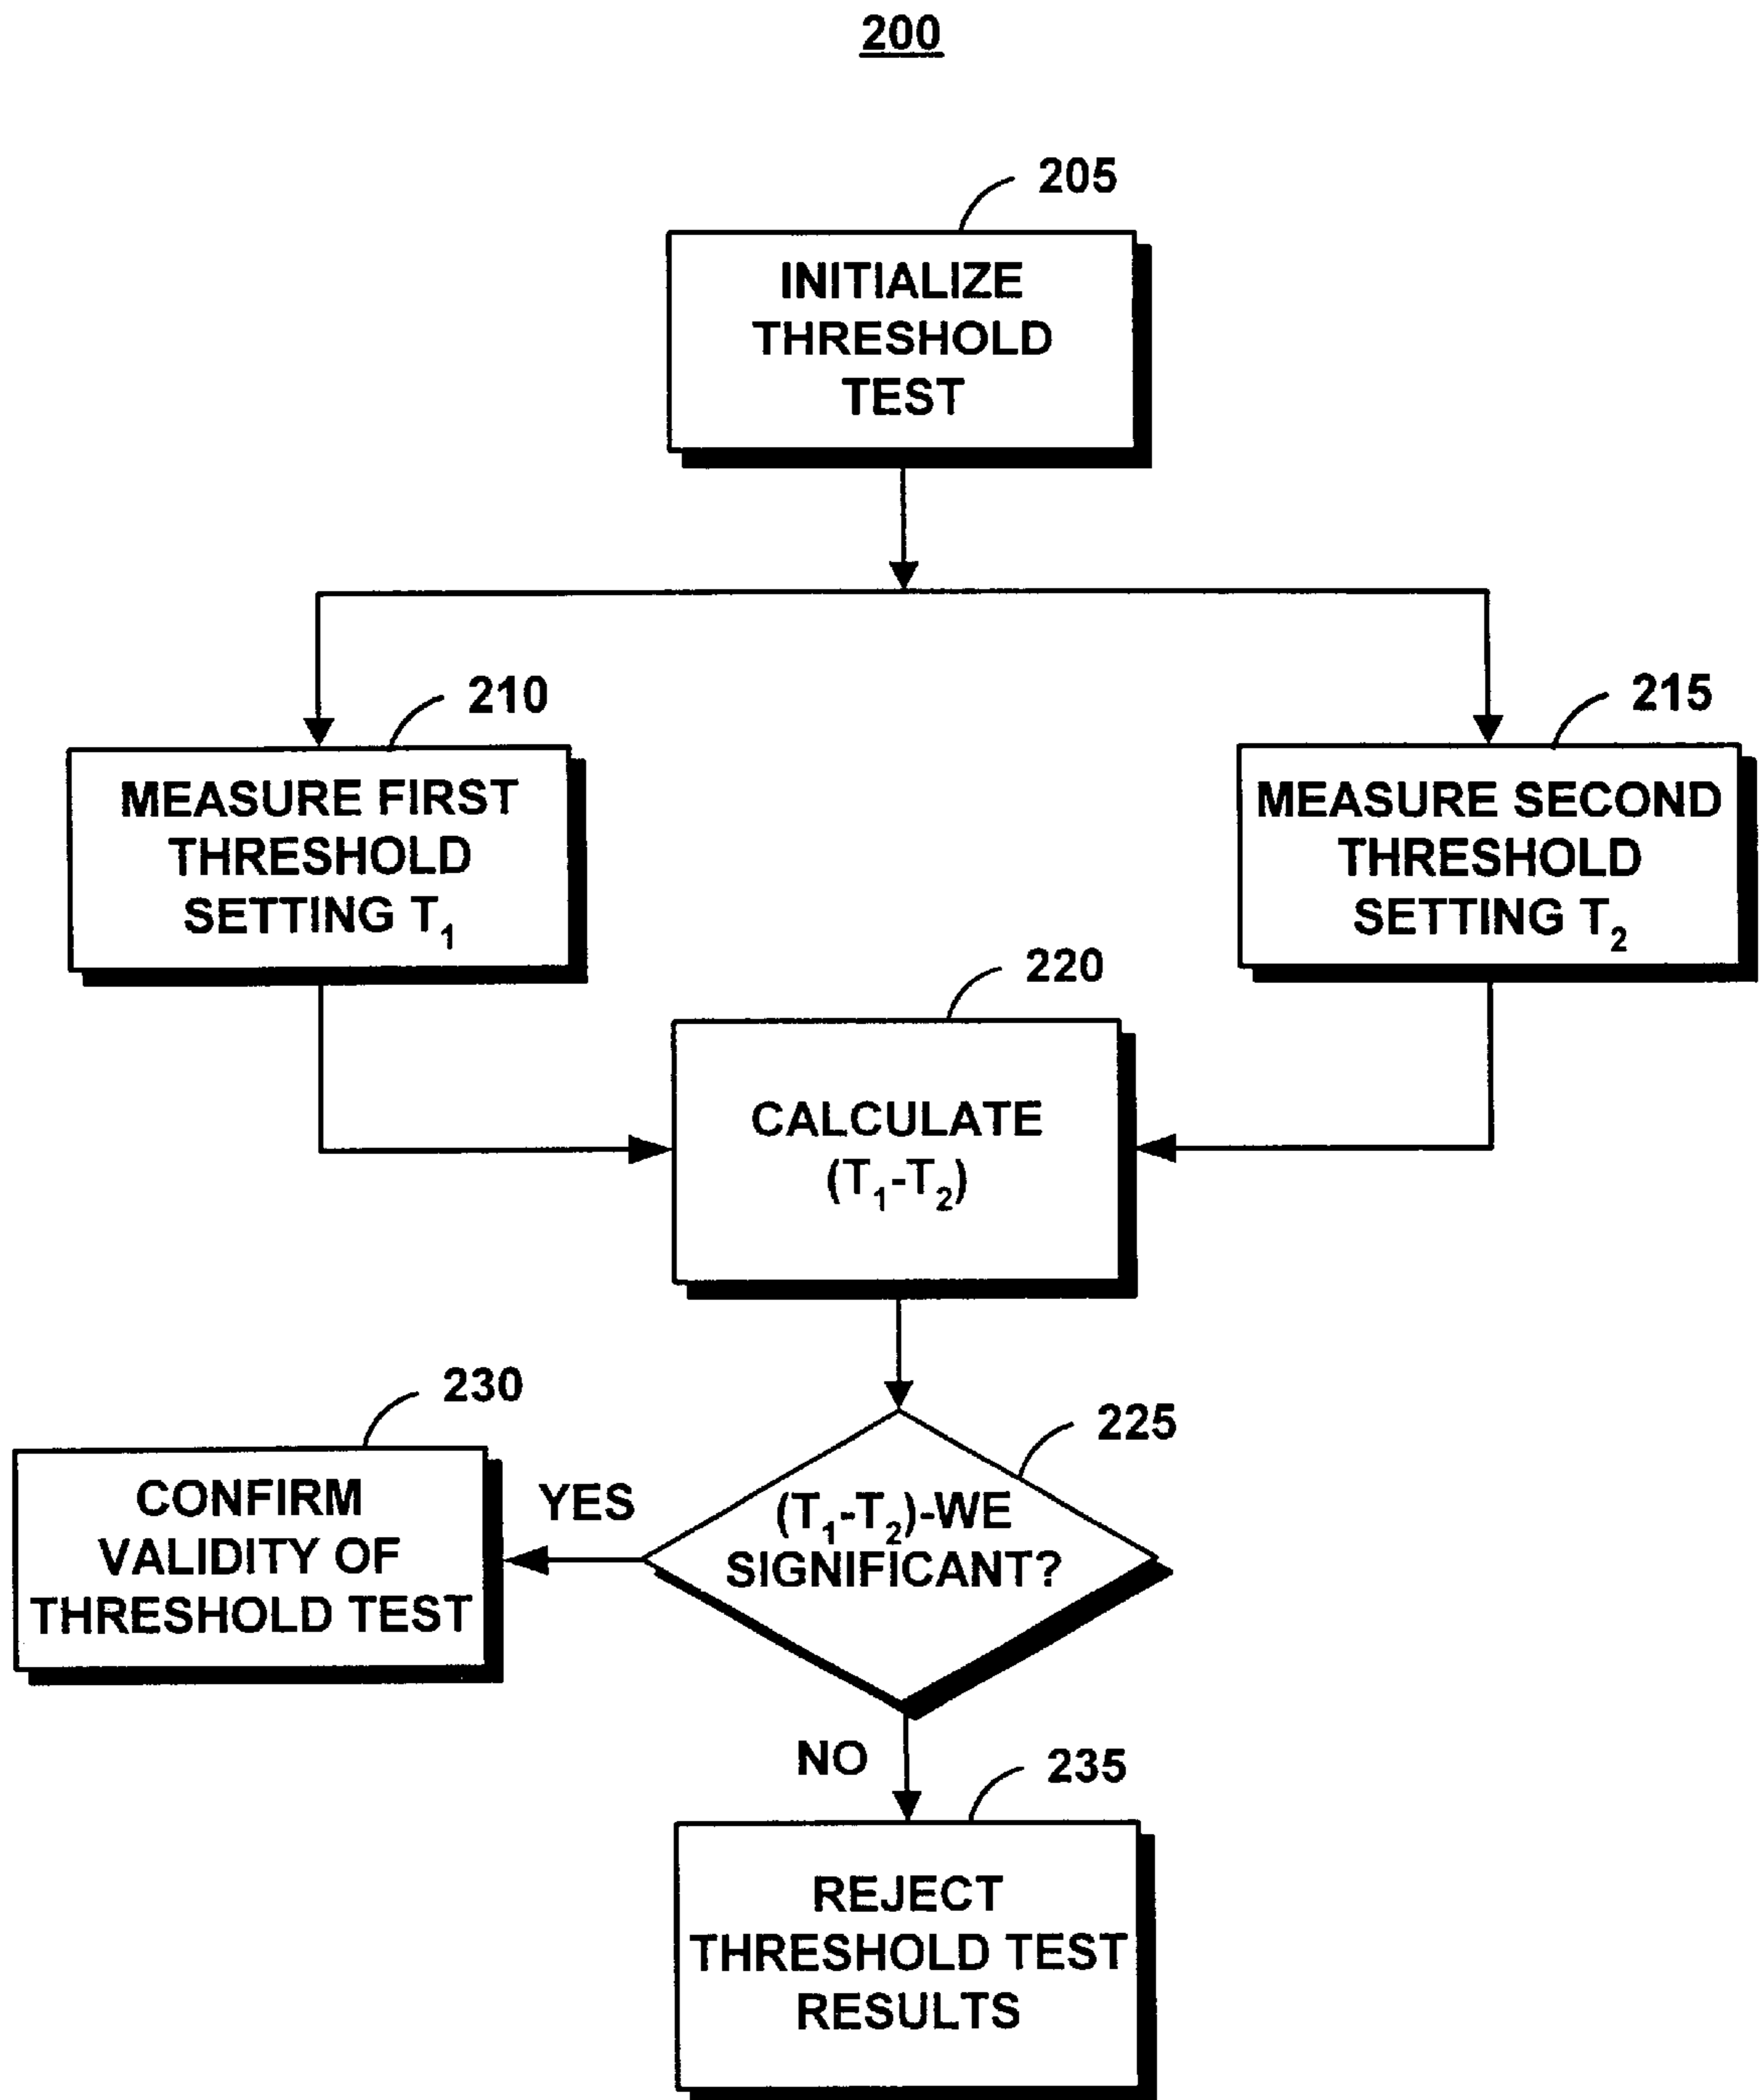 200
205
INITIALIZE
THRESHOLD
TEST
210
MEASURE FIRST
THRESHOLD
SETTING T₁
215
MEASURE SECOND
THRESHOLD
SETTING T₂
220
CALCULATE
(T₁-T₂)
225
(T₁-T₂)-WE
SIGNIFICANT?
YES
230
CONFIRM
VALIDITY OF
THRESHOLD TEST
NO
235
REJECT
THRESHOLD TEST
RESULTS